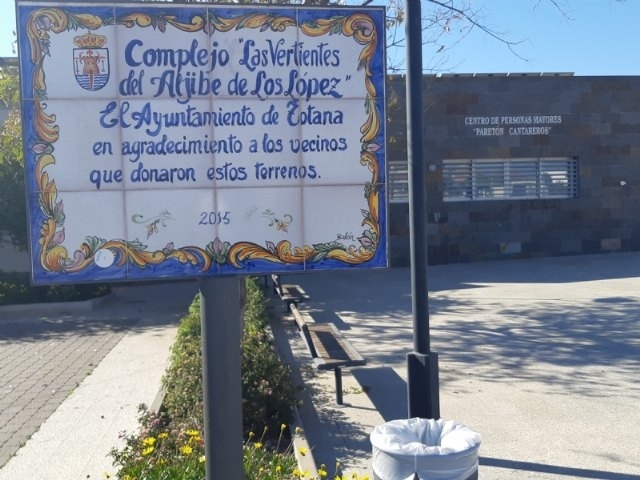 Complejo "Las Vertientes
del Aljibe de Los López"
El Ayuntamiento de Totana
en agradecimiento a los vecinos
que donaron estos terrenos.
2015
CENTRO DE PERSONAS MAYORES
"PARETÓN CANTAREROS"